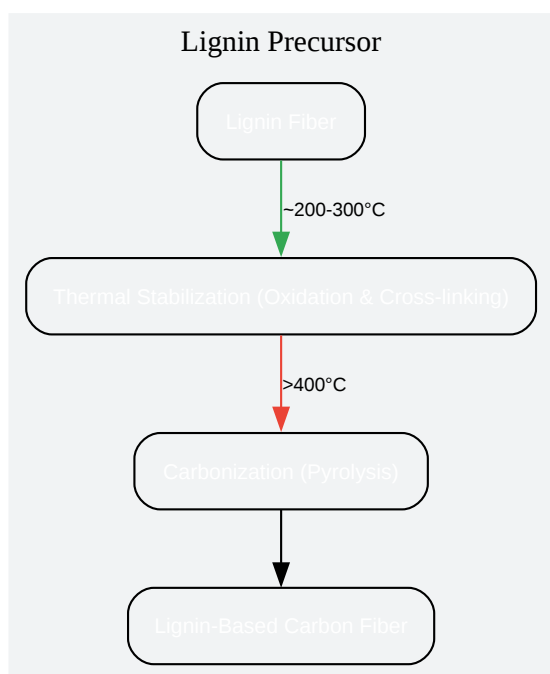 Lignin Precursor
Lignin Fiber
~200-300°C
Thermal Stabilization (Oxidation & Cross-linking)
>400°C
Carbonization (Pyrolysis)
Lignin-Based Carbon Fiber